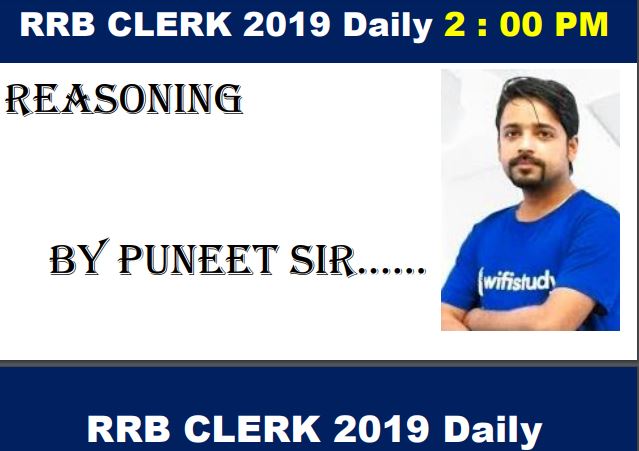 RRB CLERK 2019 Daily 2 : 00 PM
REASONING
BY PUNEET SIR......
wifistudy
RRB CLERK 2019 Daily